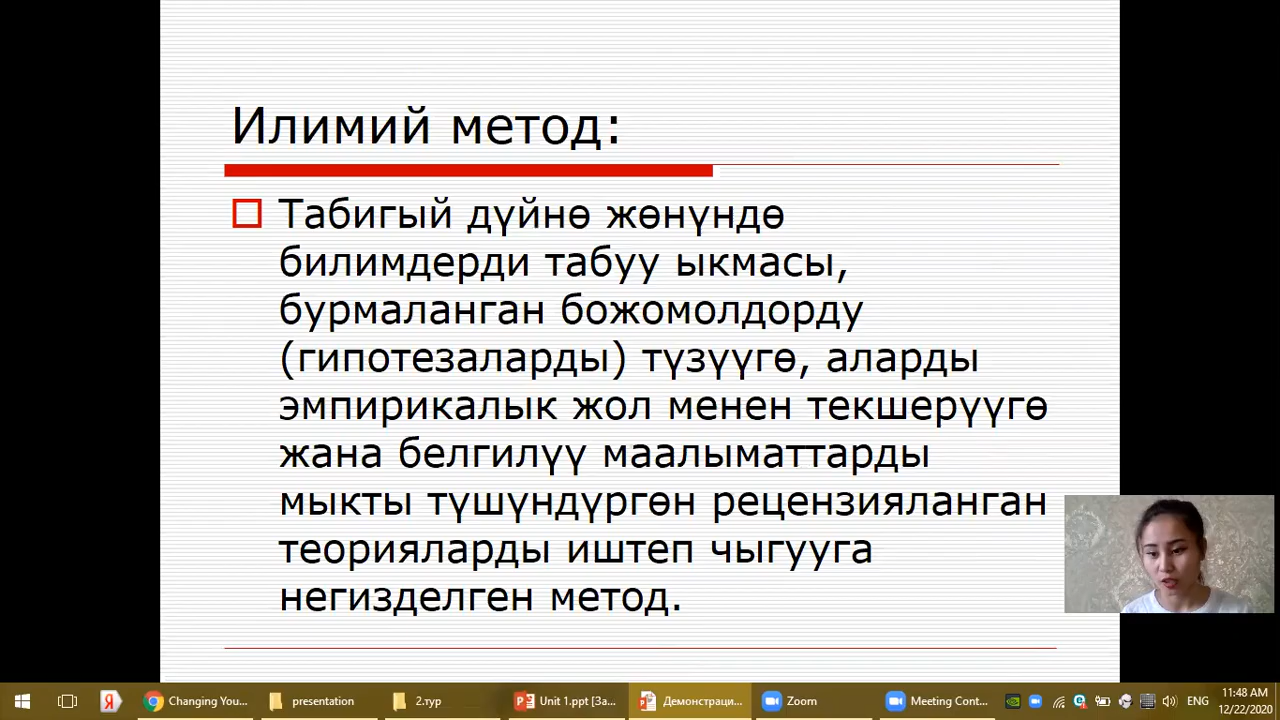 Илимий метод:
Табигый дүйнө жөнүндө
билимдерди табуу ыкмасы,
бурмаланган божомолдорду
(гипотезаларды) түзүүгө, аларды
эмпирикалык жол менен текшерүүгө
жана белгилүү маалыматтарды
мыкты түшүндүргөн рецензияланган
теорияларды иштеп чыгууга
негизделген метод.
Changing You... presentation 2.тур Unit 1.ppt [За... Демонстраци... Zoom Meeting Cont... ENG 11:48 AM
12/22/2020